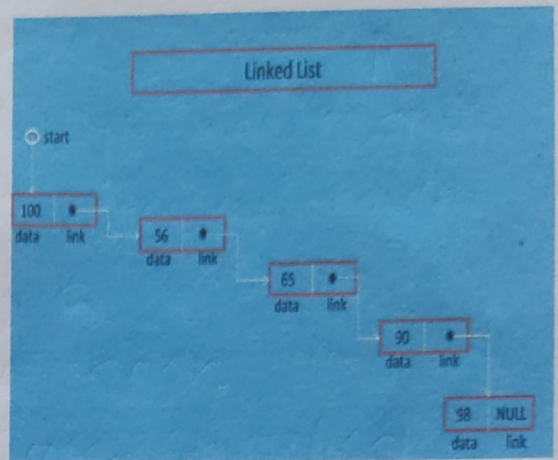 Linked List
start
100
data link
56
data link
65
data link
90
data link
98 NULL
data link